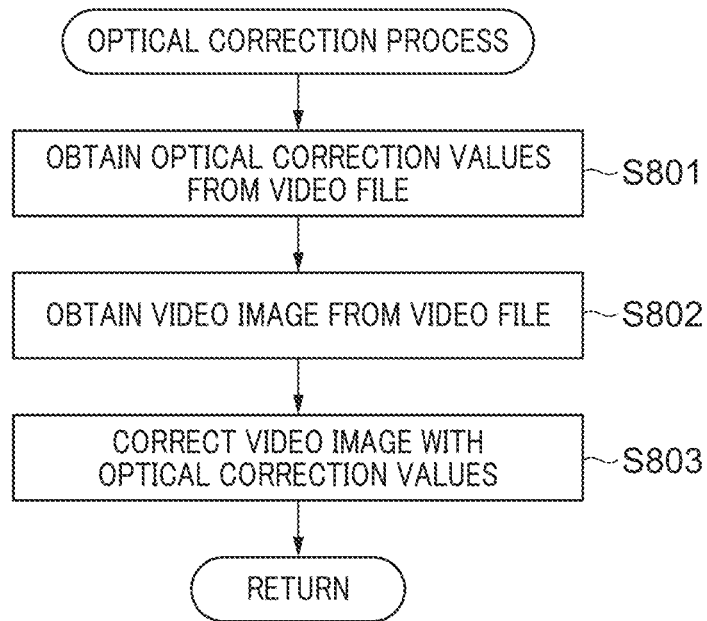 OPTICAL CORRECTION PROCESS
OBTAIN OPTICAL CORRECTION VALUES
FROM VIDEO FILE
S801
OBTAIN VIDEO IMAGE FROM VIDEO FILE
S802
CORRECT VIDEO IMAGE WITH
OPTICAL CORRECTION VALUES
S803
RETURN